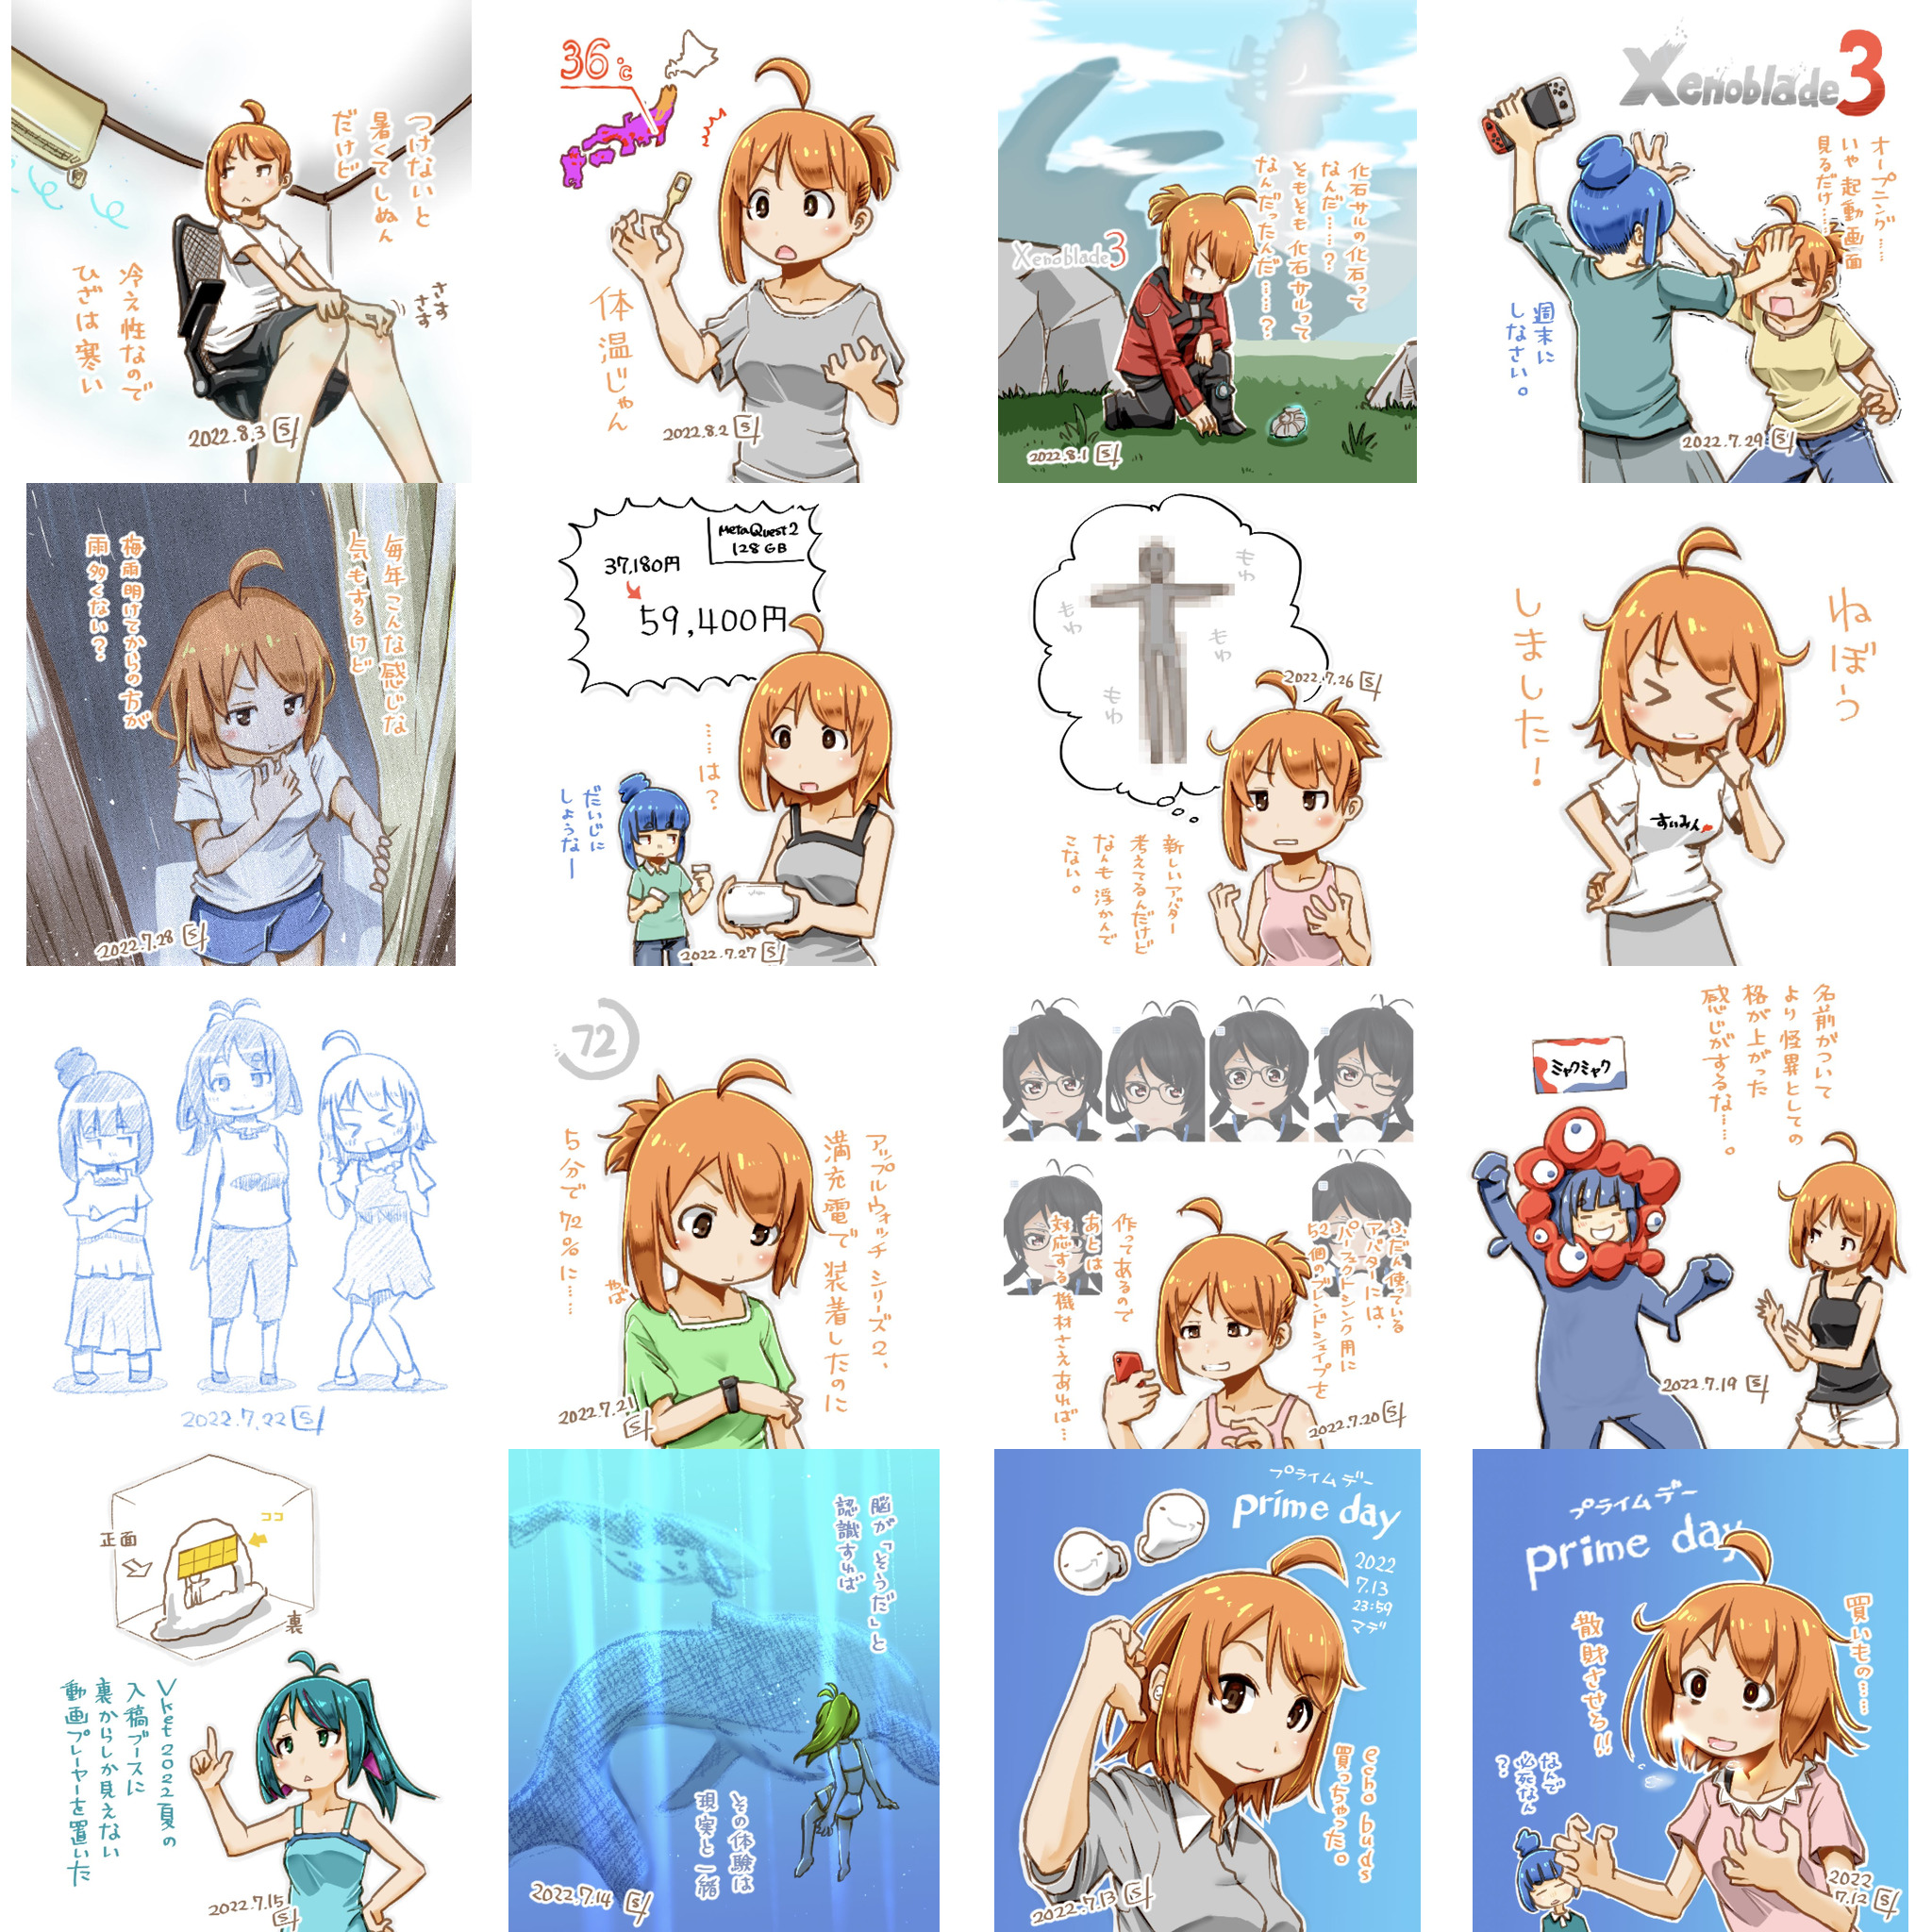 つけないと
暑くてしぬん
だけど
さす
さす
冷え性なので
ひざは寒い
2022.8.3
36℃
体温じゃん
2022.8.2
化石サルの化石って
なんだ……?
そもそも化石サルって
なんだったんだ……?
Xenoblade3
2022.8.1
Xenoblade3
オープニング……
いや起動画面
見るだけ……
週末に
しなさい。
2022.7.29
毎年こんな感じな
気もするけど
梅雨明けてからの方が
雨多くない?
2022.7.28
MetaQuest2
128GB
37,180円
59,400円
……は?
だいじに
しような ー
2022.7.27
もわ
もわ
もわ
もわ
2022.7.26
新しいアバター
考えてるんだけど
なんも浮かんで
こない。
ねぼう
しました!
すいみん
2022.7.22
72
アップルウォッチシリーズ2、
満充電で装着したのに
5分で72%に……
やば
2022.7.21
ふだん使っている
アバターには、
パーフェクトシンク用に
52個のブレンドシェイプを
作ってあるので
あとは
対応する機材さえあれば…
2022.7.20
名前がついて
より怪異としての
格が上がった
感じがするな……。
ミャクミャク
2022.7.19
正面
ココ
裏
Vket2022夏の
入稿ブースに
裏からしか見えない
動画プレーヤーを置いた
2022.7.15
脳が「そうだ」と
認識すれば
その体験は
現実と一緒
2022.7.14
プライムデー
prime day
2022
7.13
23:59
マデ
echo buds
買っちゃった。
2022.7.13
プライムデー
prime day
買いもの……
散財させろ!!
なんで
必死なん
?
2022
7.12